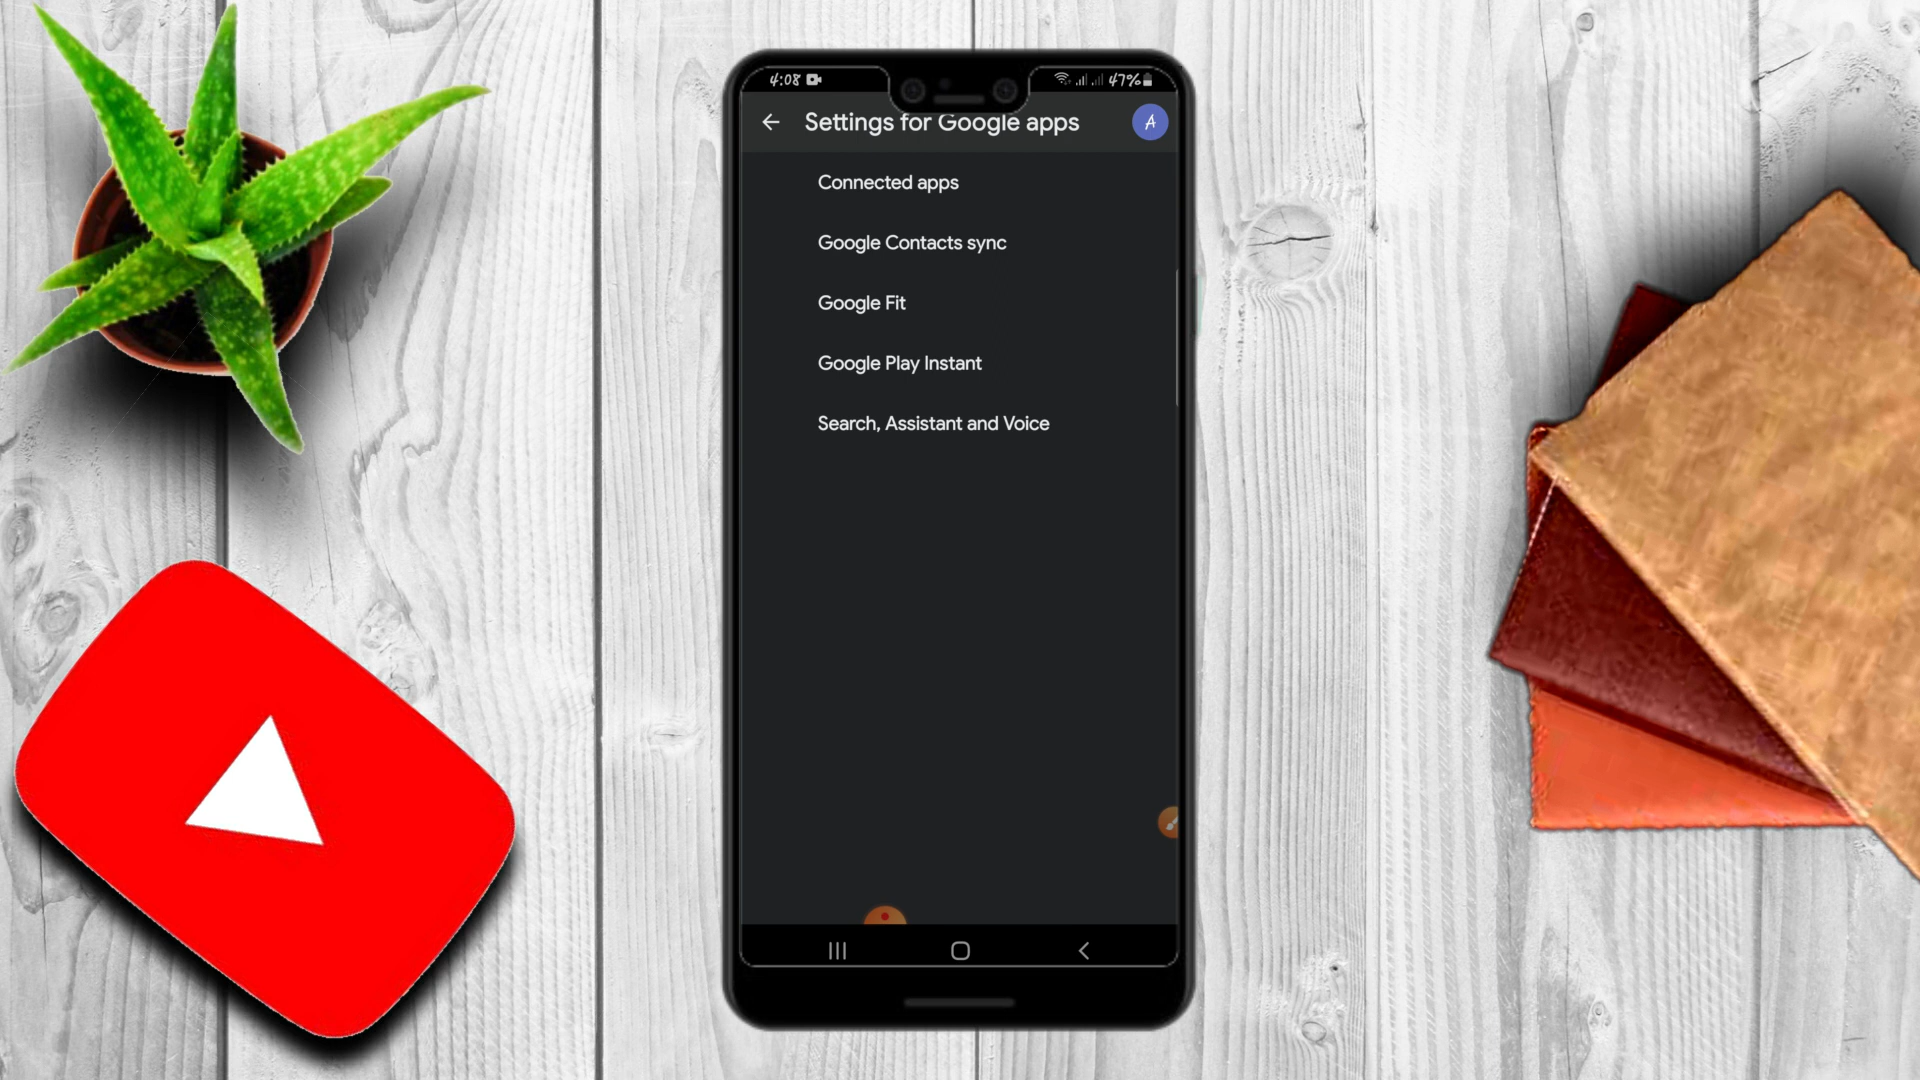 4:08 47%
Settings for Google apps A
Connected apps
Google Contacts sync
Google Fit
Google Play Instant
Search, Assistant and Voice